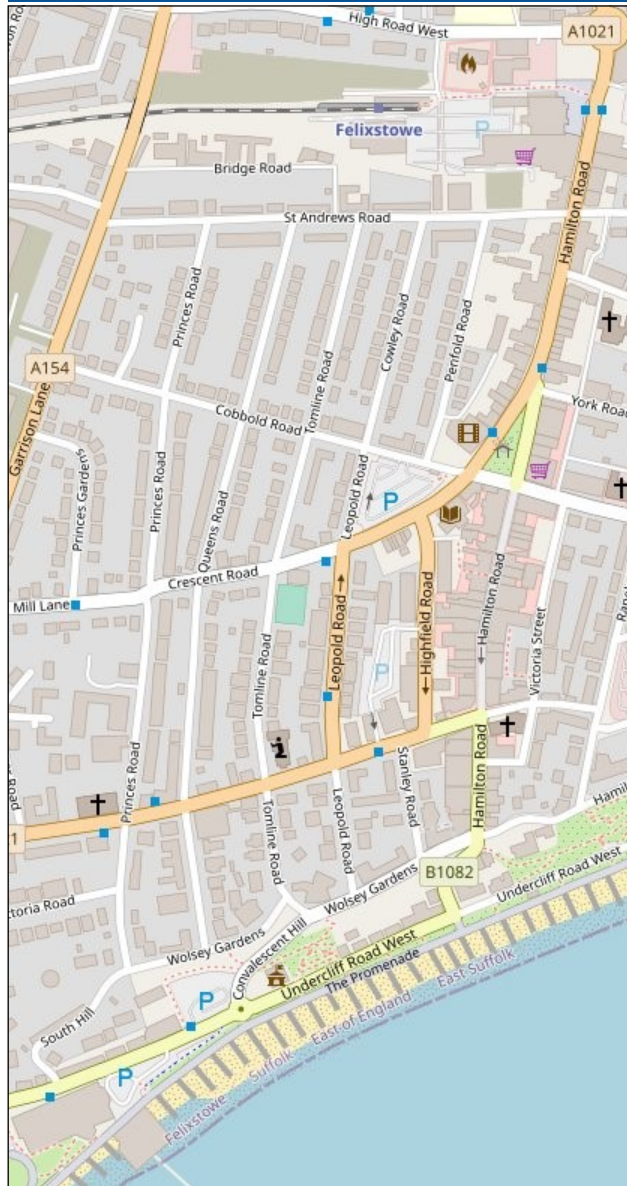 High Road West
A1021
Felixstowe
P
Bridge Road
St Andrews Road
Hamilton Road
Princes Road
Cowley Road
Penfold Road
Tomline Road
A154
Garrison Lane
Cobbold Road
York Road
Princes Gardens
Princes Road
Queens Road
Leopold Road
P
Crescent Road
Mill Lane
Leopold Road
Highfield Road
Hamilton Road
Victoria Street
Tomline Road
P
Princes Road
Road
Hamilton Road
Stanley Road
Leopold Road
Tomline Road
B1082
Wolsey Gardens
Undercliff Road West
Wolsey Gardens
Convalescent Hill
Undercliff Road West
The Promenade
East Suffolk
East of England
Suffolk
Felixstowe
P
South Hill
P